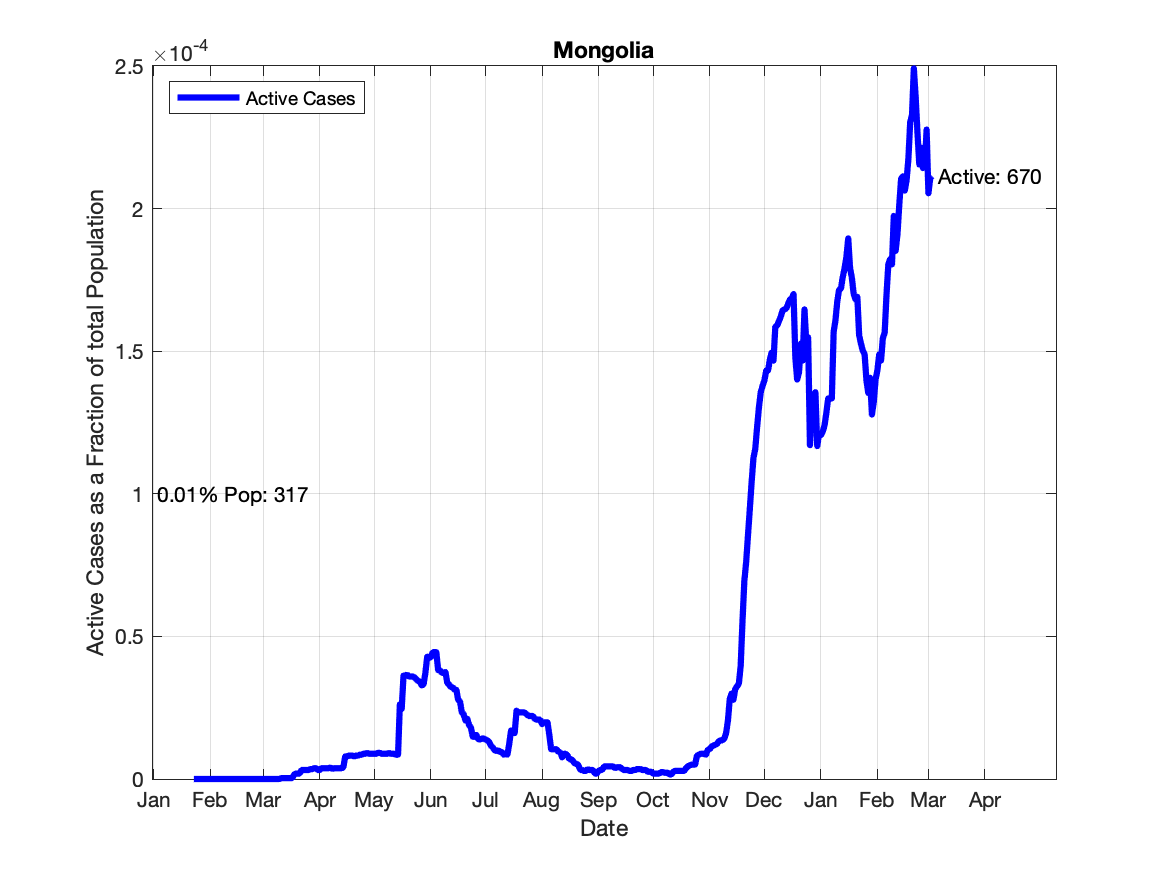 Mongolia
×10-4
2.5
2
1.5
1
0.5
0
Active Cases
Active: 670
0.01% Pop: 317
Active Cases as a Fraction of total Population
Jan Feb Mar Apr May Jun Jul Aug Sep Oct Nov Dec Jan Feb Mar Apr
Date